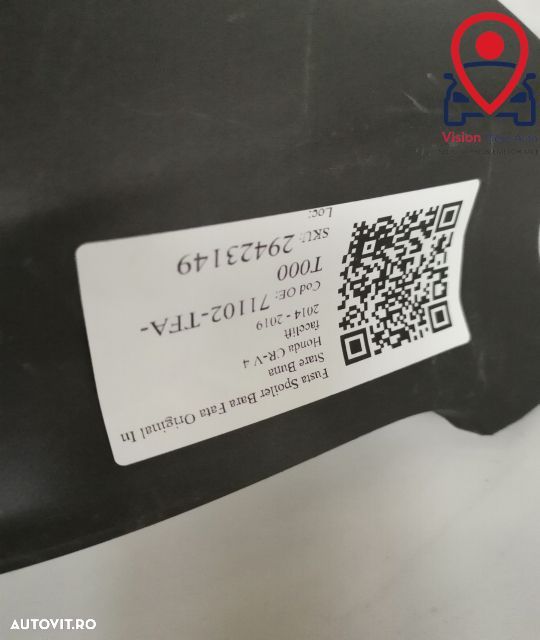 Vision
Fusta Spoiler Bara Fata Original In
Stare Buna
Honda CR-V 4
facelift
2014 - 2019
Cod OE: 71102-TFA-
T000
SKU: 29423149
Loc:
AUTOVIT.RO